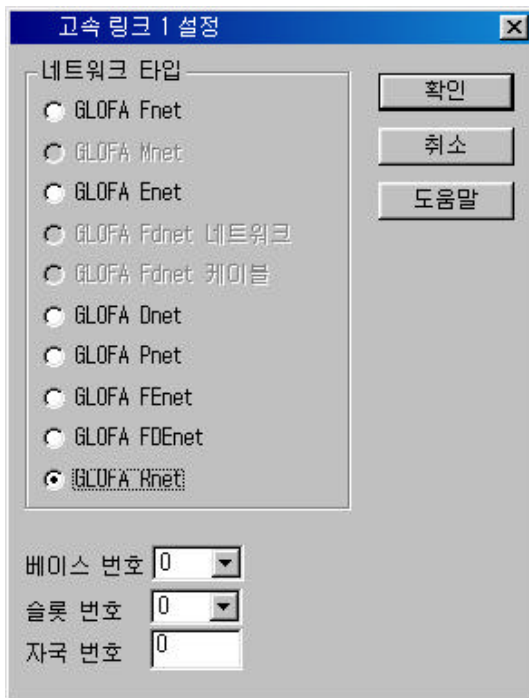 고속 링크 1 설정
네트워크 타입
GLOFA Fnet
GLOFA Mnet
GLOFA Enet
GLOFA Fdnet 네트워크
GLOFA Fdnet 케이블
GLOFA Dnet
GLOFA Pnet
GLOFA FEnet
GLOFA FDEnet
GLOFA Rnet
확인
취소
도움말
베이스 번호 0
슬롯 번호 0
자국 번호 0